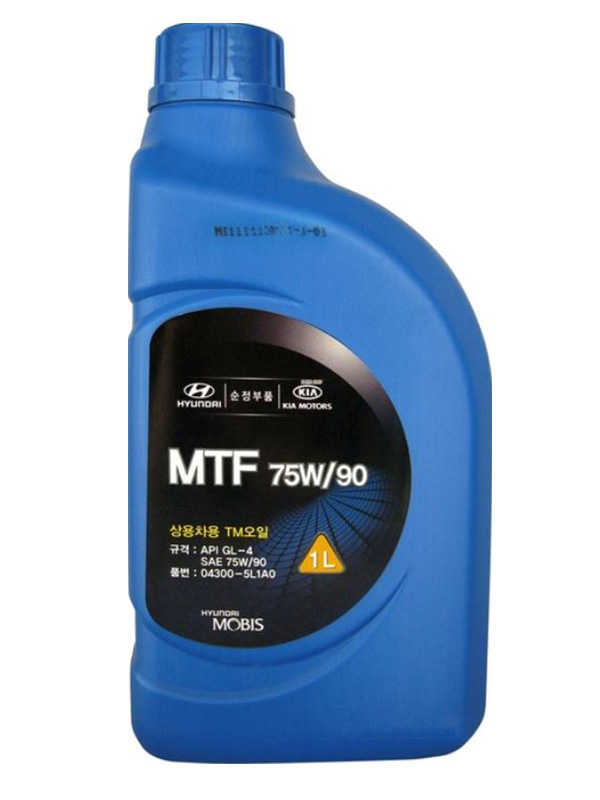 HYUNDAI
순정부품
KIA
KIA MOTORS
MTF 75W/90
상용차용 TM오일
규격 : API GL-4
SAE 75W/90
품번 : 04300-5L1A0
1L
HYUNDAI
MOBIS